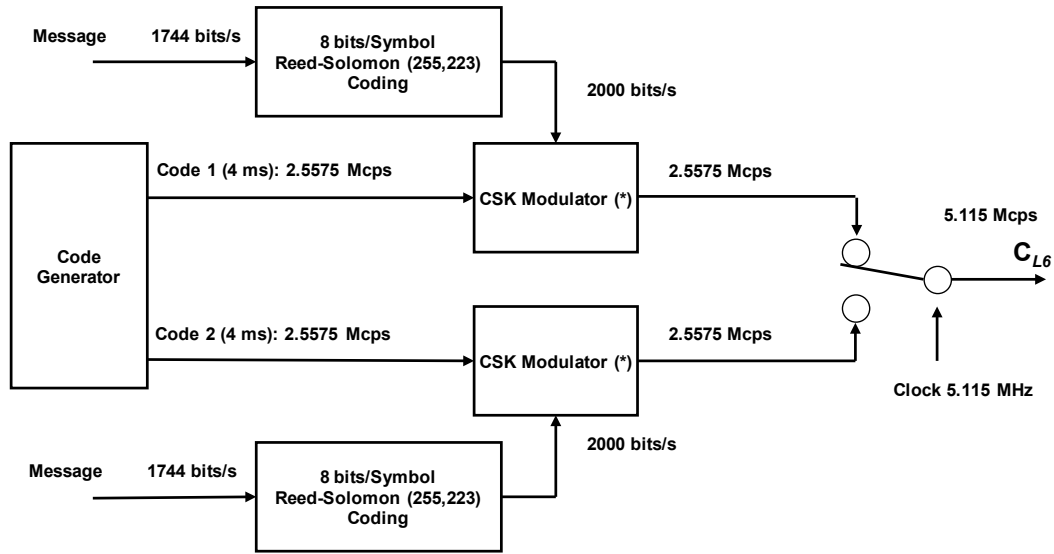 Message
1744 bits/s
8 bits/Symbol
Reed-Solomon (255,223)
Coding
2000 bits/s
Code Generator
Code 1 (4 ms): 2.5575 Mcps
CSK Modulator (*)
2.5575 Mcps
5.115 Mcps
C_L6
Code 2 (4 ms): 2.5575 Mcps
CSK Modulator (*)
2.5575 Mcps
Clock 5.115 MHz
Message
1744 bits/s
8 bits/Symbol
Reed-Solomon (255,223)
Coding
2000 bits/s